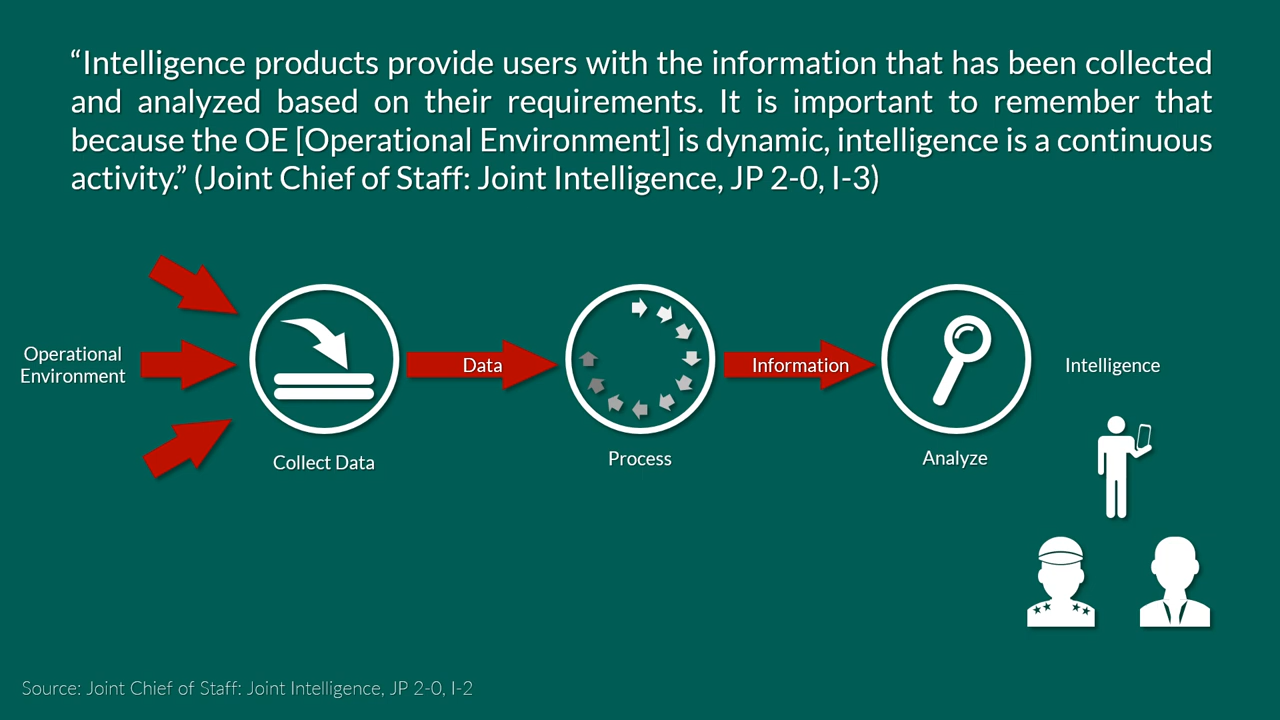 “Intelligence products provide users with the information that has been collected
and analyzed based on their requirements. It is important to remember that
because the OE [Operational Environment] is dynamic, intelligence is a continuous
activity.” (Joint Chief of Staff: Joint Intelligence, JP 2-0, I-3)
Operational
Environment
Data
Information
Intelligence
Collect Data
Process
Analyze
Source: Joint Chief of Staff: Joint Intelligence, JP 2-0, I-2